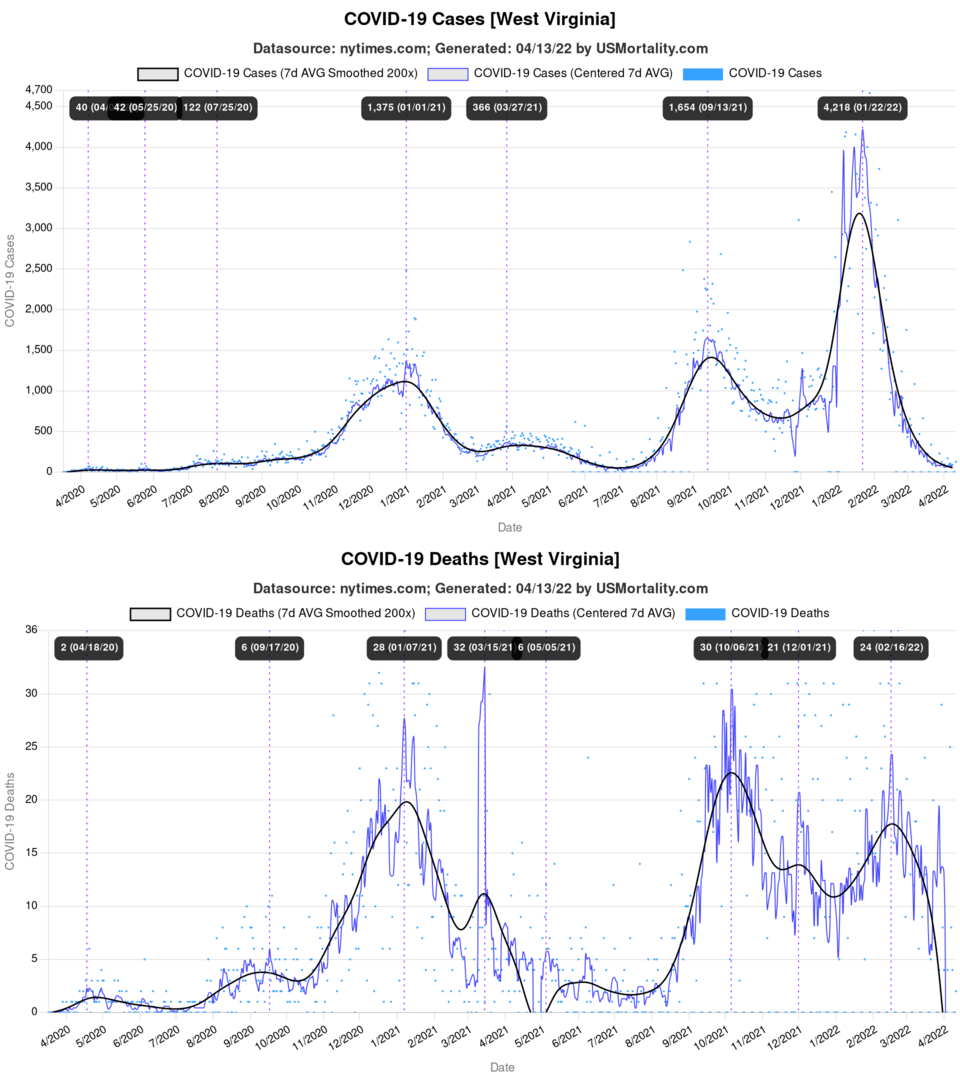 COVID-19 Cases [West Virginia]
Datasource: nytimes.com; Generated: 04/13/22 by USMortality.com
COVID-19 Cases (7d AVG Smoothed 200x) COVID-19 Cases (Centered 7d AVG) COVID-19 Cases
4,700
4,500
40 (04/ 42 (05/25/20) 122 (07/25/20) 1,375 (01/01/21) 366 (03/27/21) 1,654 (09/13/21) 4,218 (01/22/22)
4,000
3,500
3,000
2,500
2,000
1,500
1,000
500
0
COVID-19 Cases
4/2020 5/2020 6/2020 7/2020 8/2020 9/2020 10/2020 11/2020 12/2020 1/2021 2/2021 3/2021 4/2021 5/2021 6/2021 7/2021 8/2021 9/2021 10/2021 11/2021 12/2021 1/2022 2/2022 3/2022 4/2022
Date
COVID-19 Deaths [West Virginia]
Datasource: nytimes.com; Generated: 04/13/22 by USMortality.com
COVID-19 Deaths (7d AVG Smoothed 200x) COVID-19 Deaths (Centered 7d AVG) COVID-19 Deaths
36
2 (04/18/20) 6 (09/17/20) 28 (01/07/21) 32 (03/15/21 6 (05/05/21) 30 (10/06/21 21 (12/01/21) 24 (02/16/22)
30
25
20
15
10
5
0
COVID-19 Deaths
4/2020 5/2020 6/2020 7/2020 8/2020 9/2020 10/2020 11/2020 12/2020 1/2021 2/2021 3/2021 4/2021 5/2021 6/2021 7/2021 8/2021 9/2021 10/2021 11/2021 12/2021 1/2022 2/2022 3/2022 4/2022
Date